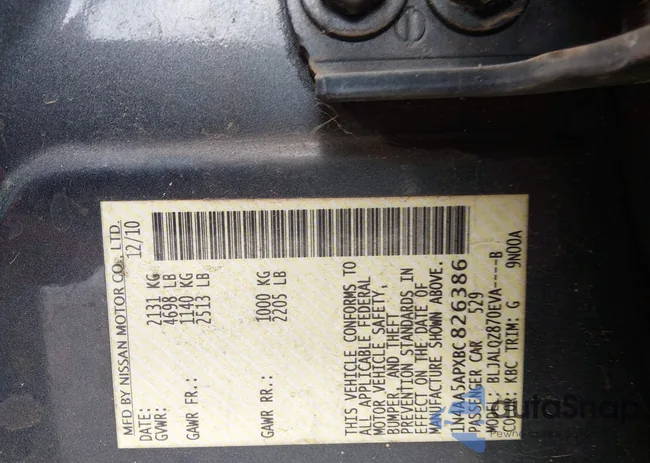 MFD BY NISSAN MOTOR CO., LTD.
DATE: 12/10
GVWR: 2131 KG
4698 LB
GAWR FR.: 1140 KG
2513 LB
GAWR RR.: 1000 KG
2205 LB
THIS VEHICLE CONFORMS TO
ALL APPLICABLE FEDERAL
MOTOR VEHICLE SAFETY,
BUMPER, AND THEFT
PREVENTION STANDARDS IN
EFFECT ON THE DATE OF
MANUFACTURE SHOWN ABOVE.
1N4AA5APXBC826386
PASSENGER CAR 529
MODEL: BLJALQZ870EVA----B
COLOR: KBC TRIM: G 9N00A
autoSnap